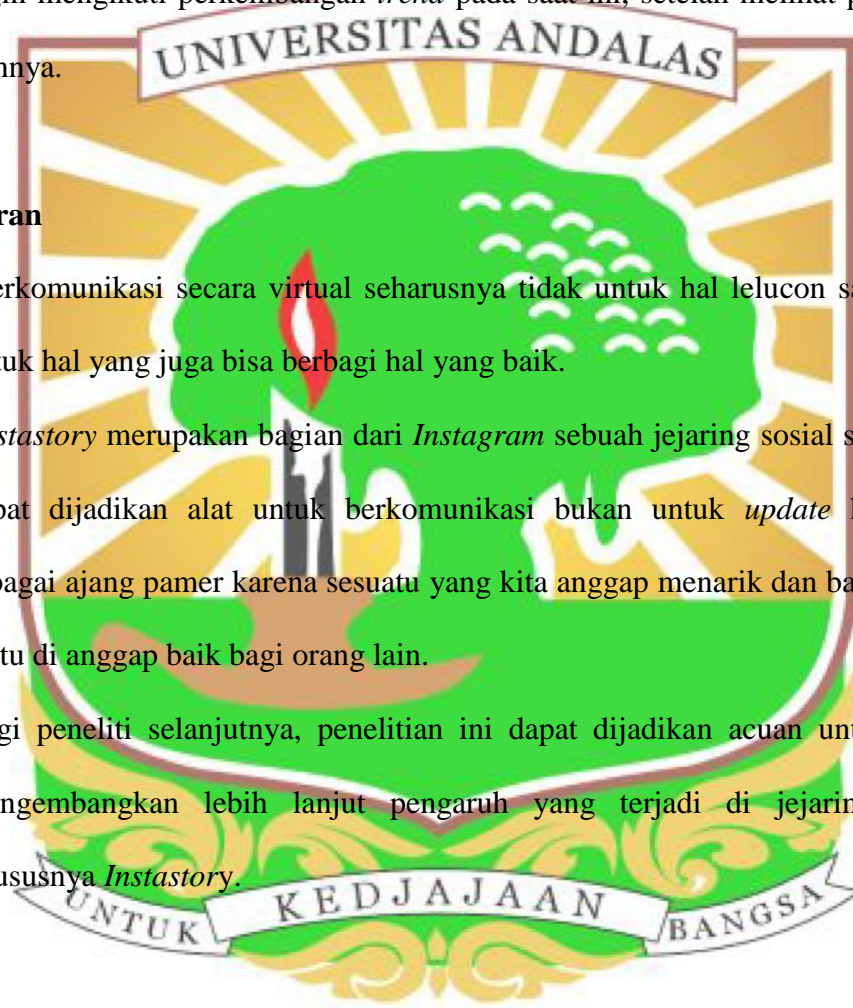 mengikuti perkembangan trend pada saat ini, setelah melihat
UNIVERSITAS ANDALAS
nnya.
ran
erkomunikasi secara virtual seharusnya tidak untuk hal lelucon sa
tuk hal yang juga bisa berbagi hal yang baik.
stastory merupakan bagian dari Instagram sebuah jejaring sosial s
pat dijadikan alat untuk berkomunikasi bukan untuk update
bagai ajang pamer karena sesuatu yang kita anggap menarik dan ba
tu di anggap baik bagi orang lain.
gi peneliti selanjutnya, penelitian ini dapat dijadikan acuan unt
engembangkan lebih lanjut pengaruh yang terjadi di jejarin
ususnya Instastory.
UNTUK KEDJAJAAN BANGSA